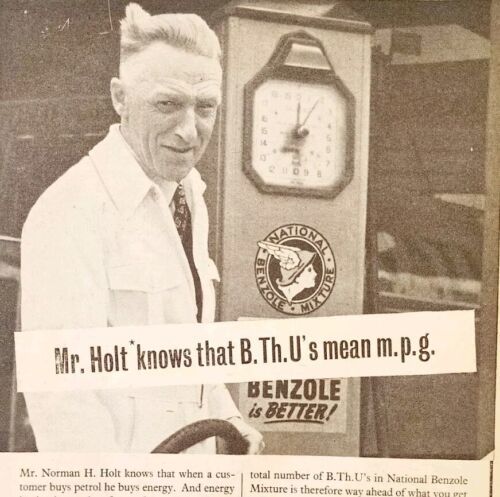 NATIONAL
BENZOLE MIXTURE
Mr. Holt* knows that B.Th.U's mean m.p.g.
BENZOLE
is BETTER!
Mr. Norman H. Holt knows that when a cus-
tomer buys petrol he buys energy. And energy
total number of B.Th.U's in National Benzole
Mixture is therefore way ahead of what you get